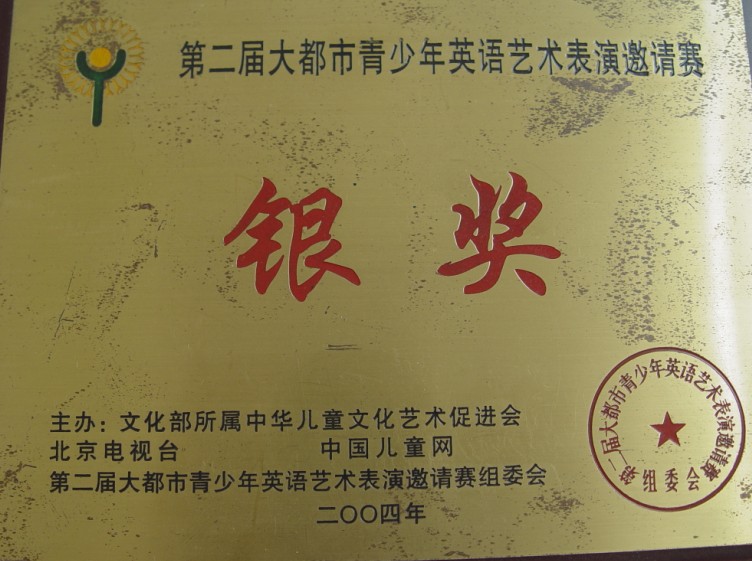 第二届大都市青少年英语艺术表演邀请赛
银奖
主办：文化部所属中华儿童文化艺术促进会
北京电视台 中国儿童网
第二届大都市青少年英语艺术表演邀请赛组委会
二〇〇四年
第二届大都市青少年英语艺术表演邀请赛
组委会